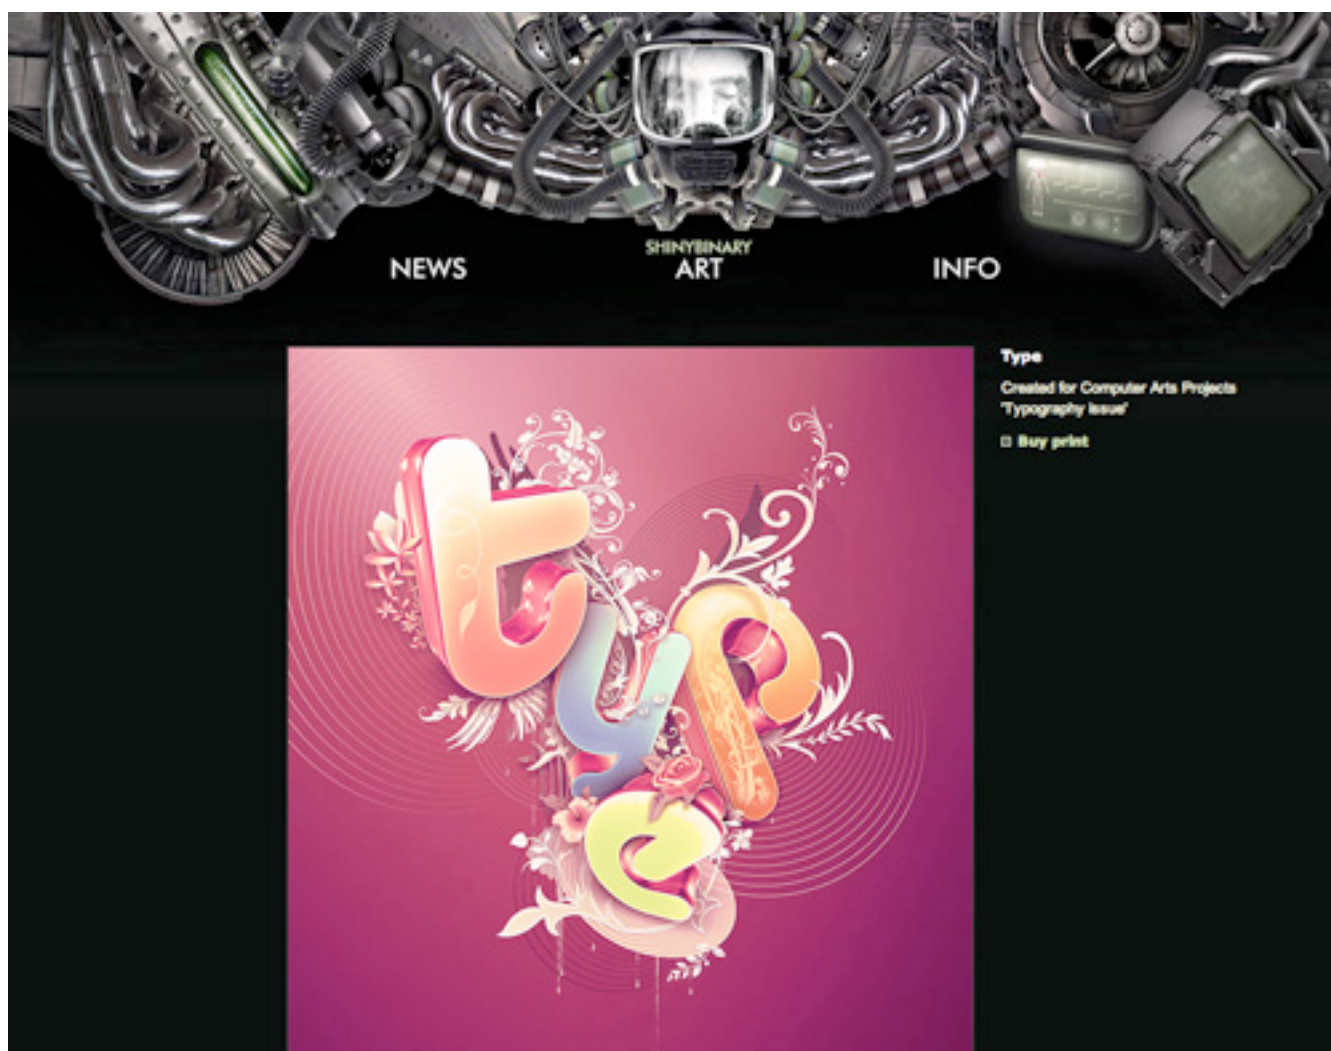 SHINYBINARY
NEWS
ART
INFO
Type
Created for Computer Arts Projects
'Typography Issue'
Buy print
type